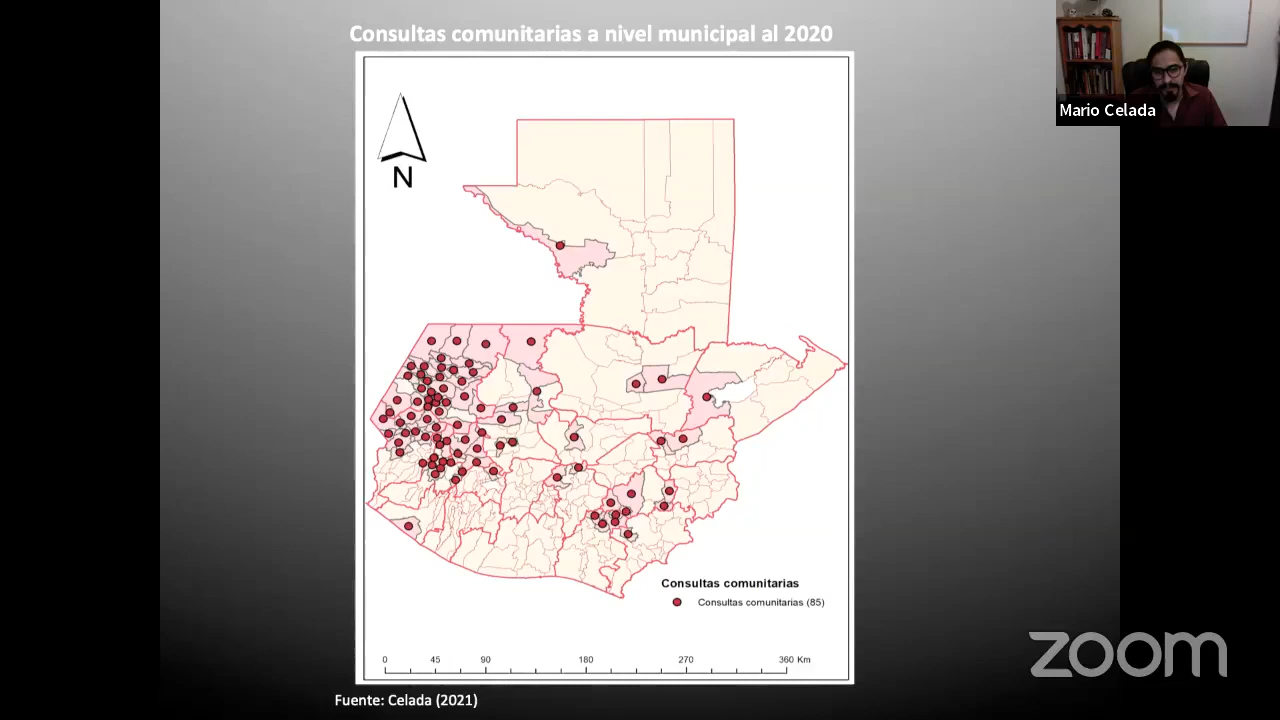 Consultas comunitarias a nivel municipal al 2020
Mario Celada
N
Consultas comunitarias
Consultas comunitarias (85)
0 45 90 180 270 360 Km
Fuente: Celada (2021)
zoom